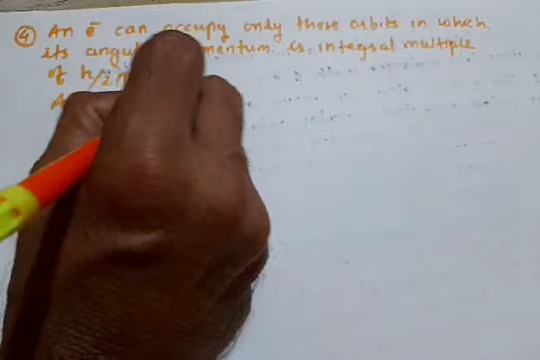 ④ An ē can occupy only those orbits in which
its angul mentum is integral multiple
of h/2
A